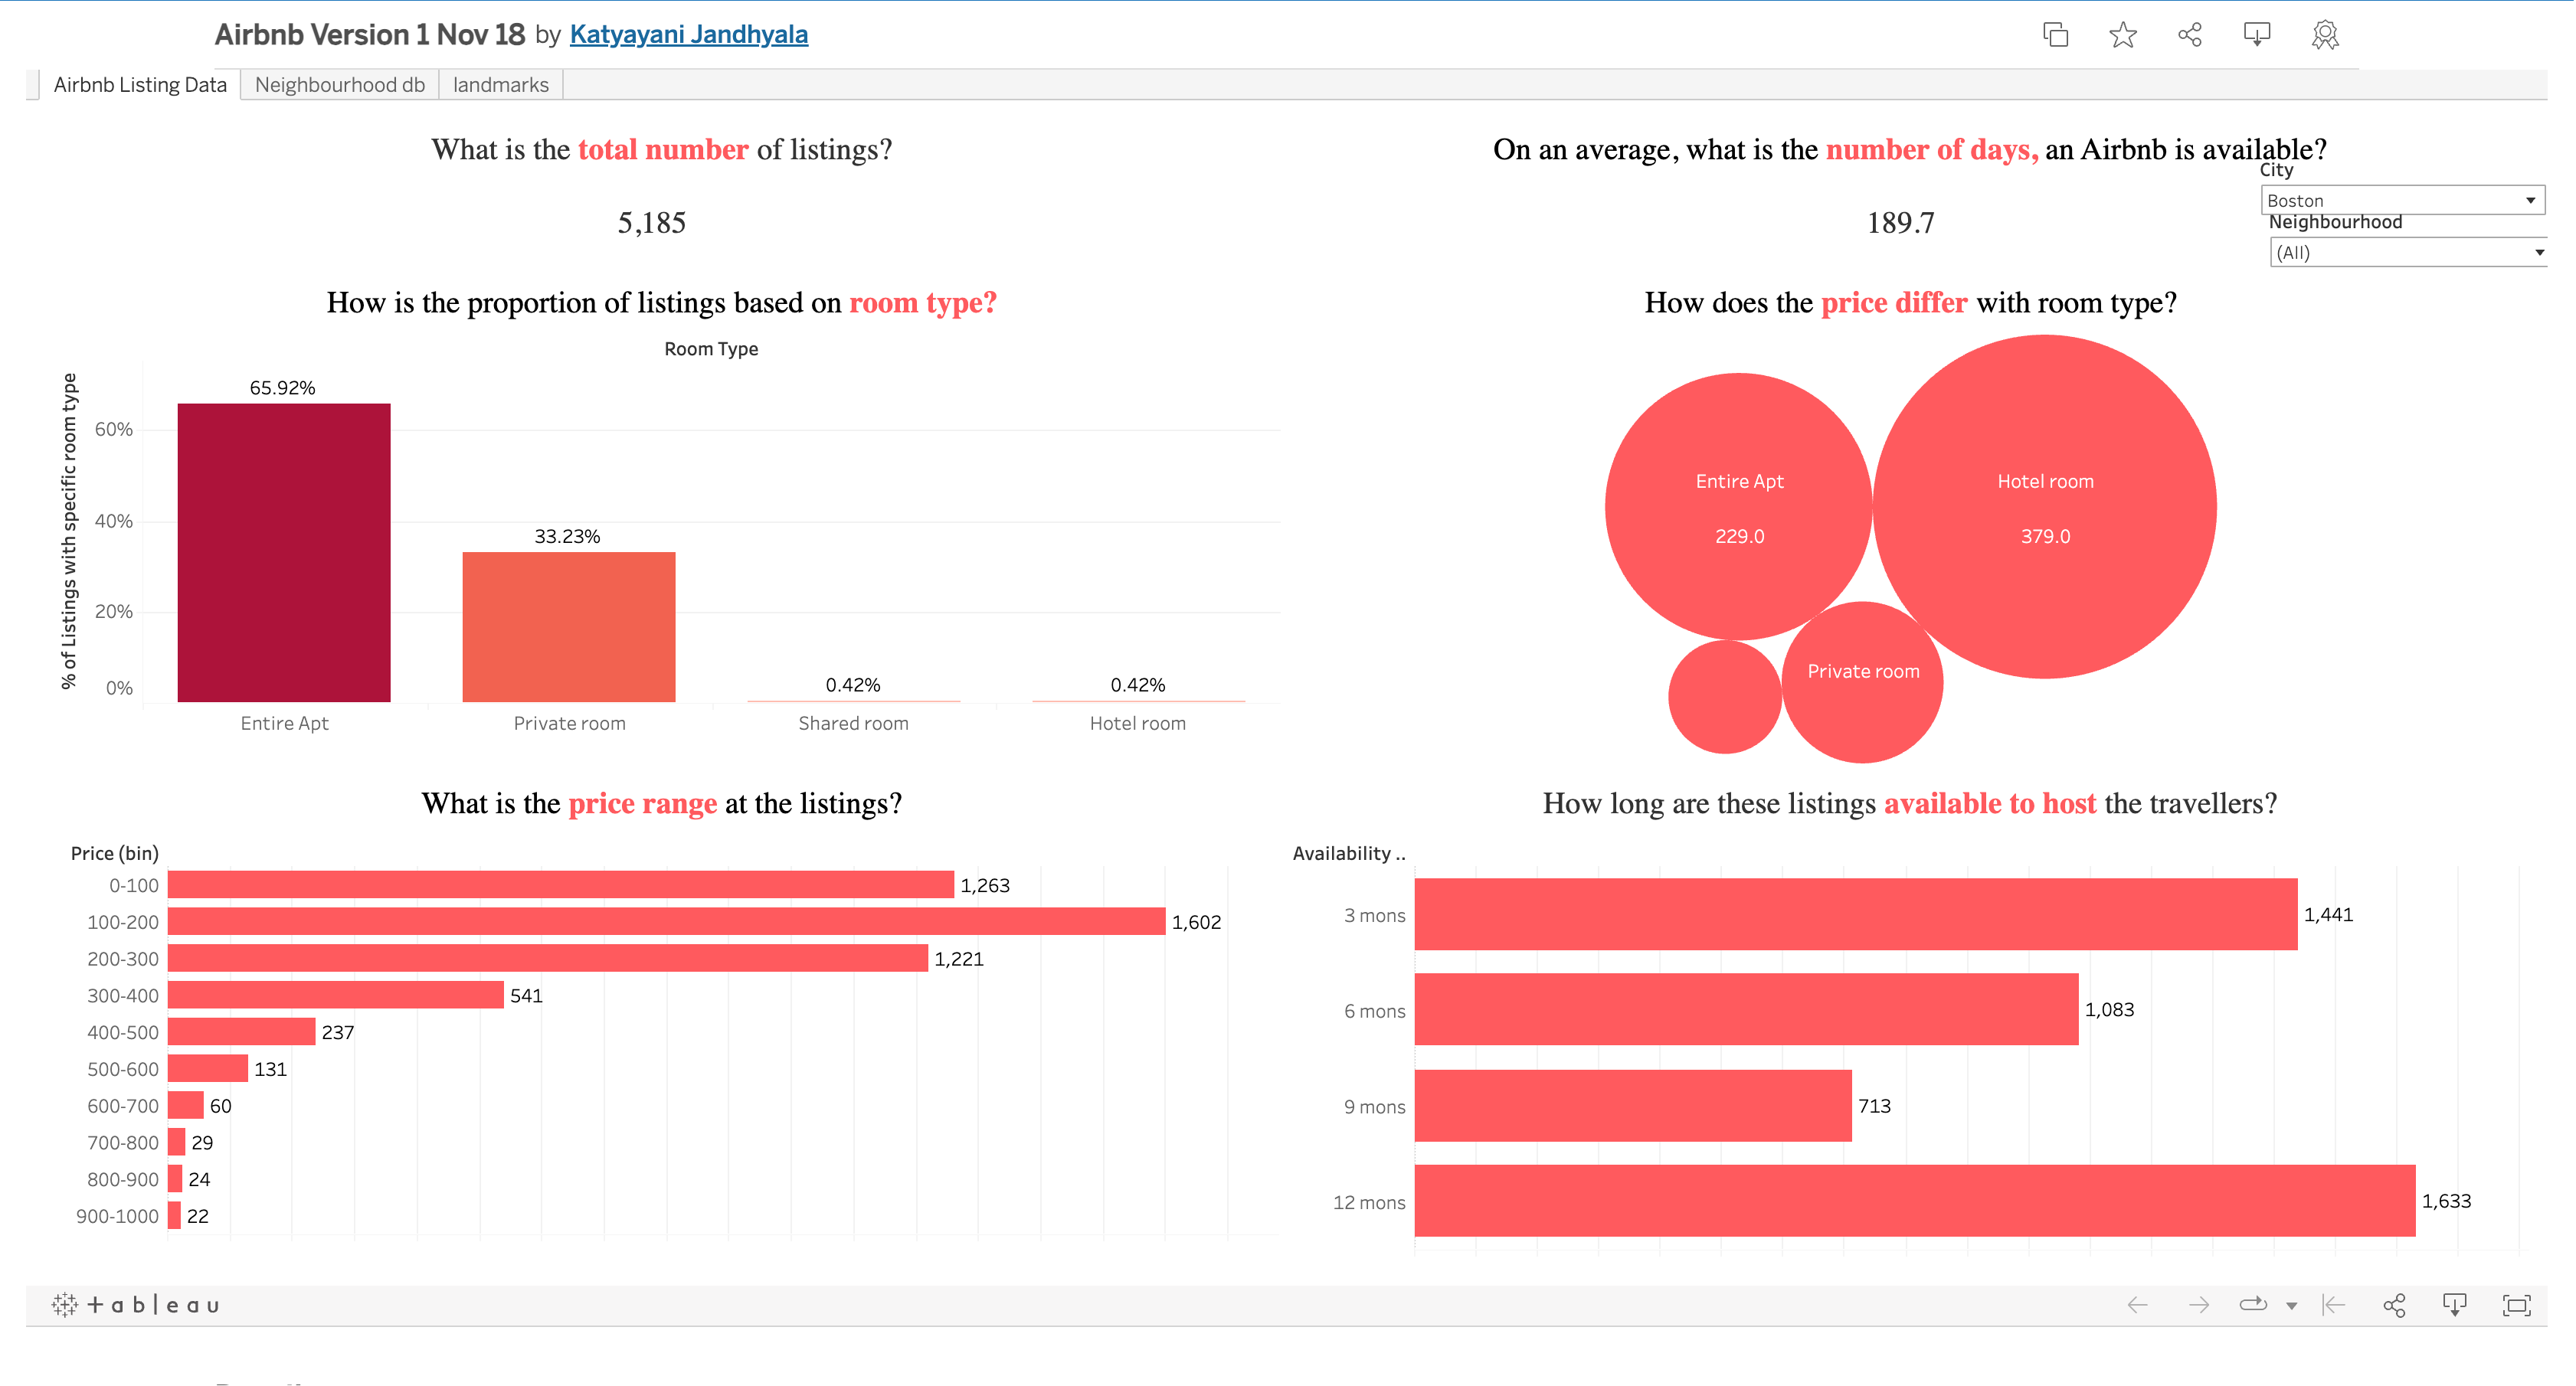 Airbnb Version 1 Nov 18 by Katyayani Jandhyala
Airbnb Listing Data
Neighbourhood db
landmarks
What is the total number of listings?
5,185
On an average, what is the number of days, an Airbnb is available?
189.7
City
Boston
Neighbourhood
(All)
How is the proportion of listings based on room type?
Room Type
% of Listings with specific room type
60%
40%
20%
0%
65.92%
33.23%
0.42%
0.42%
Entire Apt
Private room
Shared room
Hotel room
How does the price differ with room type?
Entire Apt
229.0
Hotel room
379.0
Private room
What is the price range at the listings?
Price (bin)
0-100 1,263
100-200 1,602
200-300 1,221
300-400 541
400-500 237
500-600 131
600-700 60
700-800 29
800-900 24
900-1000 22
How long are these listings available to host the travellers?
Availability ..
3 mons 1,441
6 mons 1,083
9 mons 713
12 mons 1,633
+ableau